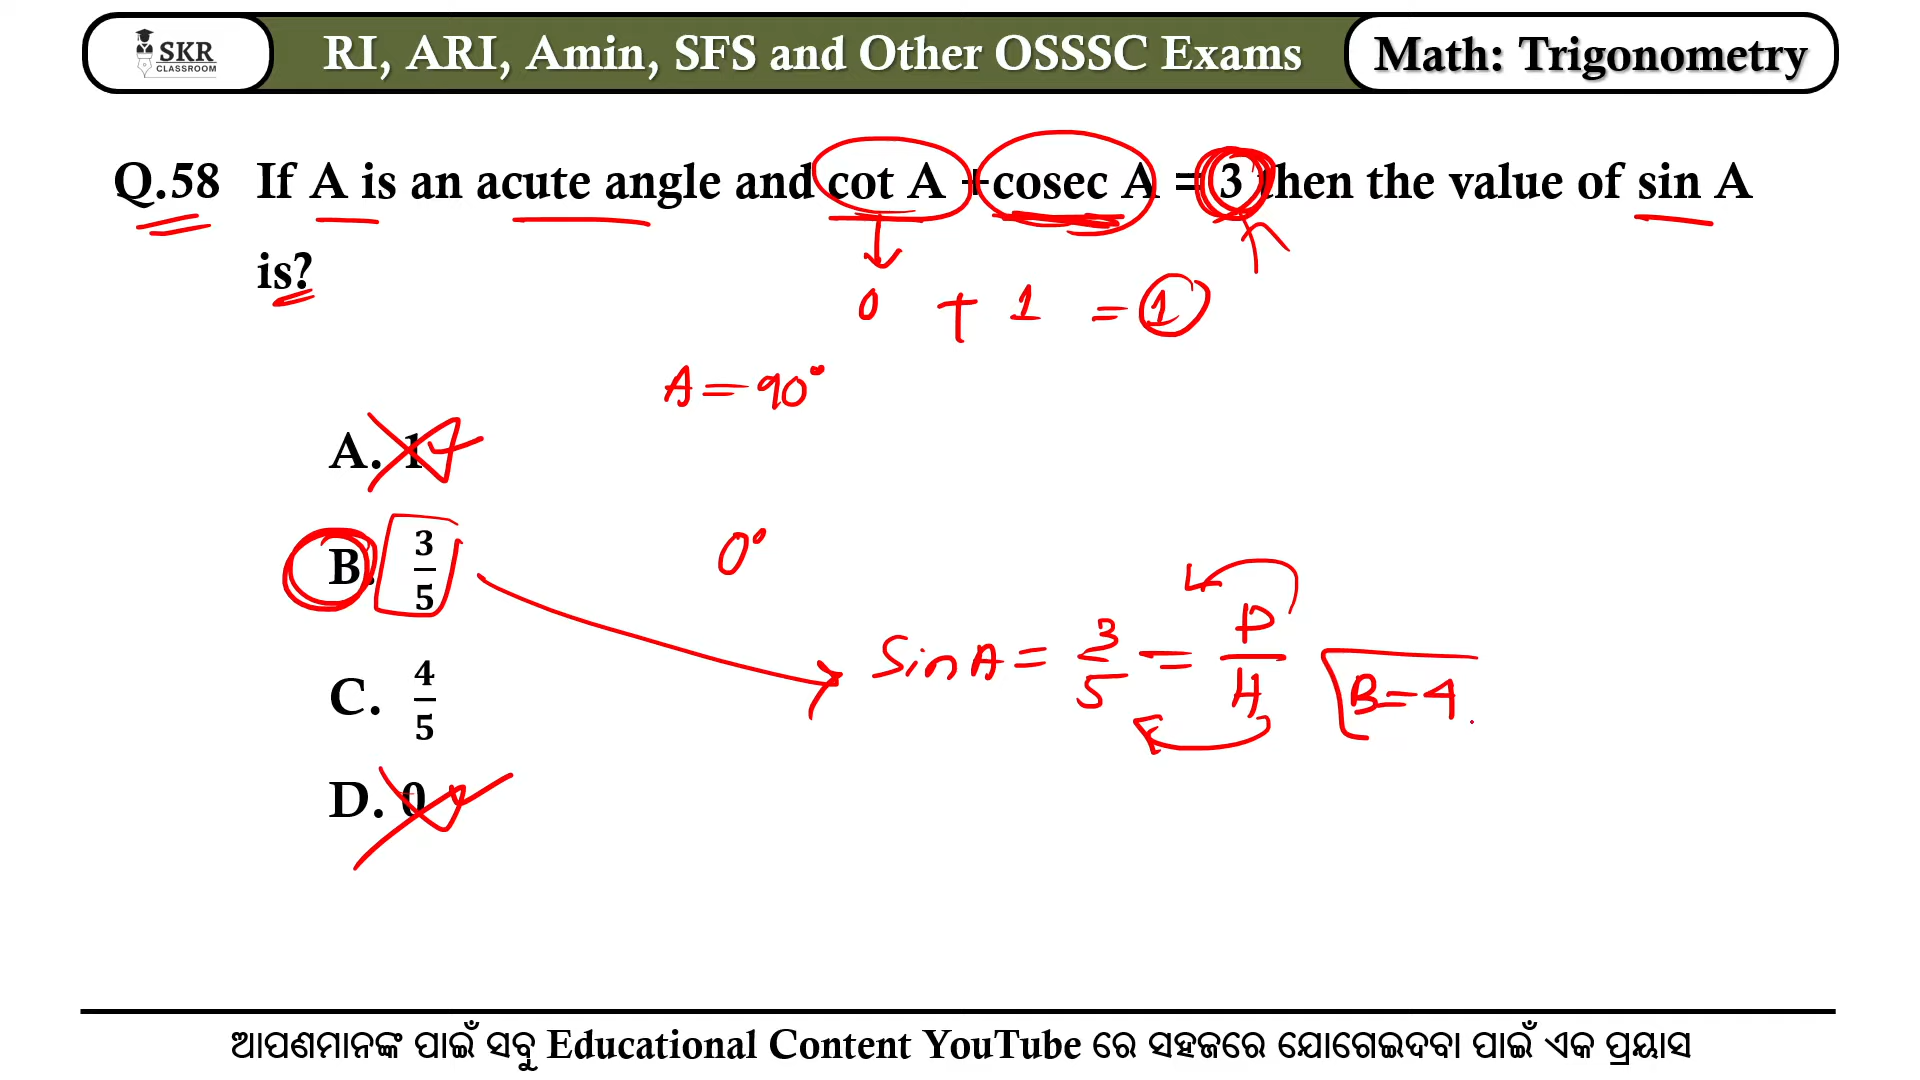 SKR
CLASSROOM
RI, ARI, Amin, SFS and Other OSSSC Exams
Math: Trigonometry
Q.58 If A is an acute angle and cot A +cosec A = 3 then the value of sin A
is?
0 + 1 = 1
A = 90°
A. 1
B. 3/5
0°
Sin A = 3/5 = P/H B=4
C. 4/5
D. 0
ଆପଣମାନଙ୍କ ପାଇଁ ସବୁ Educational Content YouTube ରେ ସହଜରେ ଯୋଗେଇଦବା ପାଇଁ ଏକ ପ୍ରୟାସ